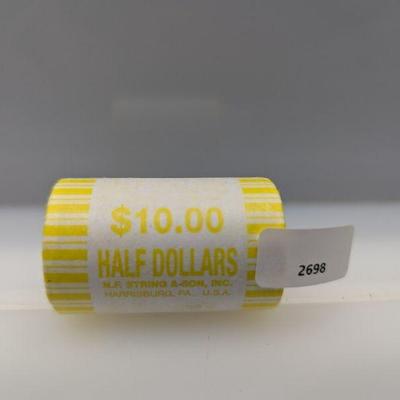 $10.00
HALF DOLLARS
N.F. STRING & SON, INC.
HARRISBURG, PA., U.S.A.
2698